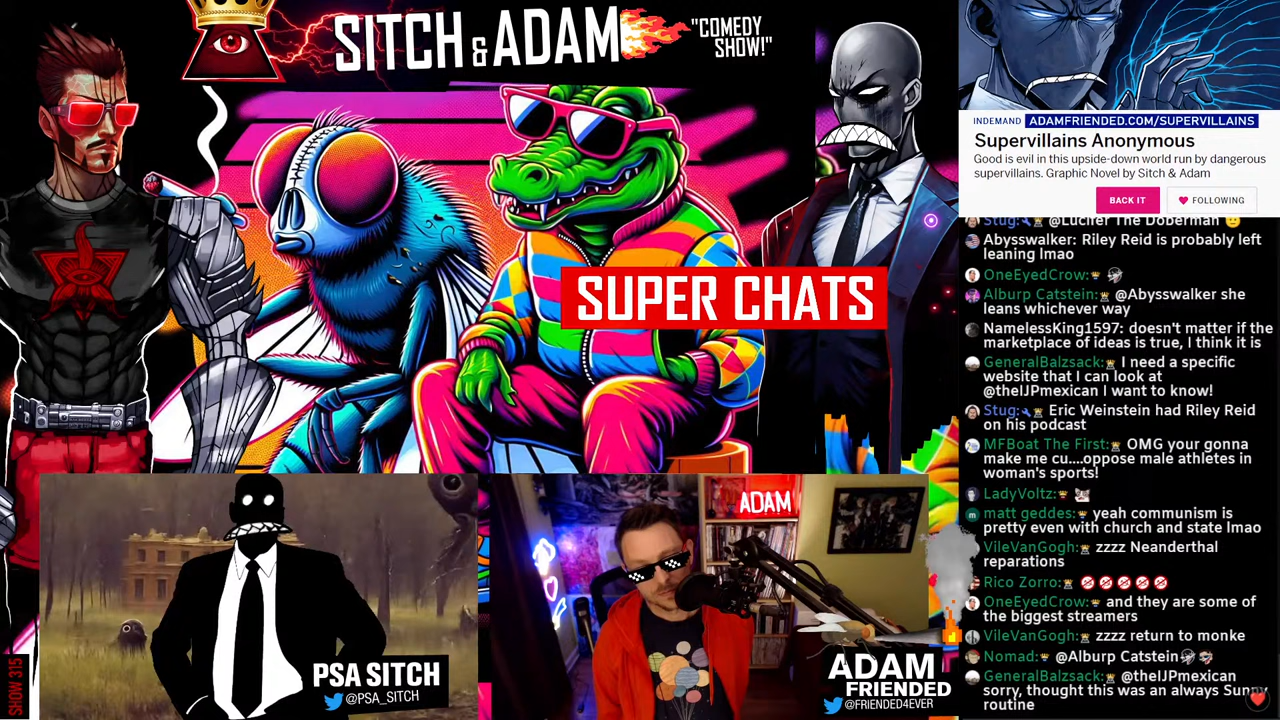 SITCH & ADAM
"COMEDY
SHOW!"
SUPER CHATS
INDEMAND ADAMFRIENDED.COM/SUPERVILLAINS
Supervillains Anonymous
Good is evil in this upside-down world run by dangerous
supervillains. Graphic Novel by Sitch & Adam
BACK IT
FOLLOWING
Stug: @Lucifer The Doberman
Abysswalker: Riley Reid is probably left
leaning lmao
OneEyedCrow:
Alburp Catstein: @Abysswalker she
leans whichever way
NamelessKing1597: doesn't matter if the
marketplace of ideas is true, I think it is
GeneralBalzsack: I need a specific
website that I can look at
@theIJPmexican I want to know!
Stug: Eric Weinstein had Riley Reid
on his podcast
MFBoat The First: OMG your gonna
make me cu....oppose male athletes in
woman's sports!
LadyVoltz:
matt geddes: yeah communism is
pretty even with church and state lmao
VileVanGogh: zzzz Neanderthal
reparations
Rico Zorro:
OneEyedCrow: and they are some of
the biggest streamers
VileVanGogh: zzzz return to monke
Nomad: @Alburp Catstein
GeneralBalzsack: @theIJPmexican
sorry, thought this was an always Sunny
routine
SHOW 315
PSA SITCH
@PSA_SITCH
ADAM
ADAM
FRIENDED
@FRIENDED4EVER